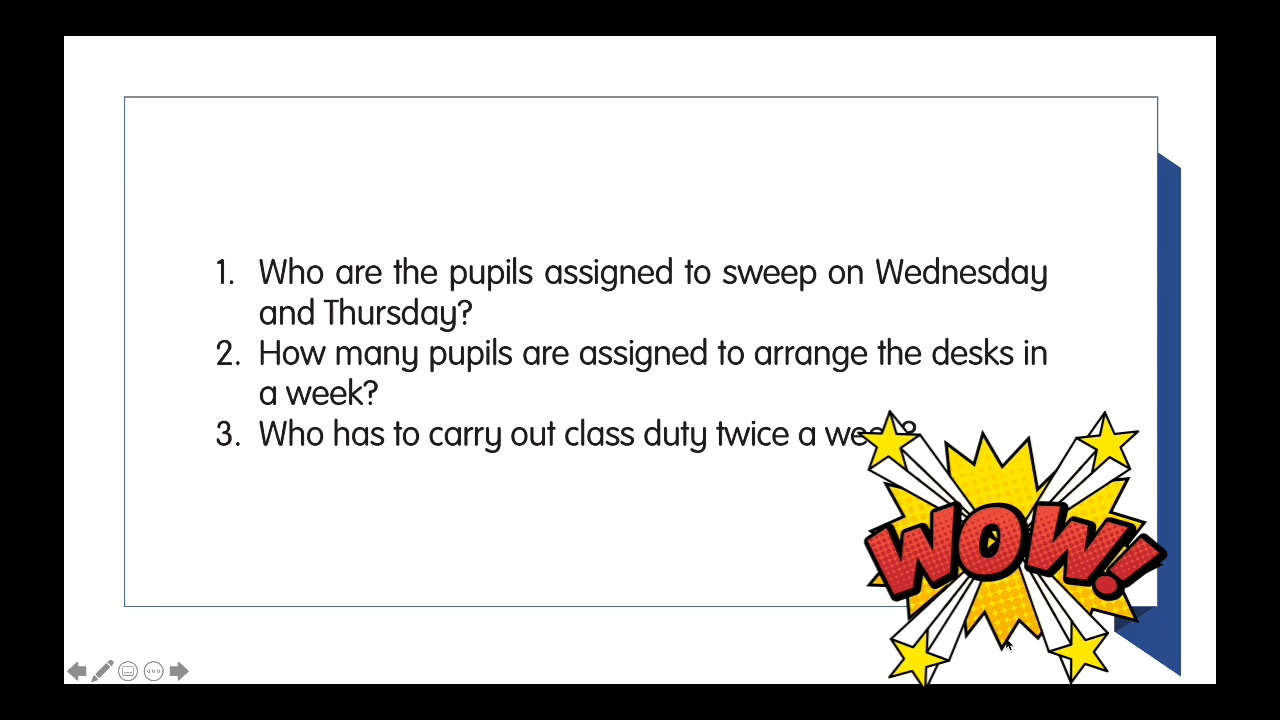 1. Who are the pupils assigned to sweep on Wednesday
and Thursday?
2. How many pupils are assigned to arrange the desks in
a week?
3. Who has to carry out class duty twice a week?
WOW!